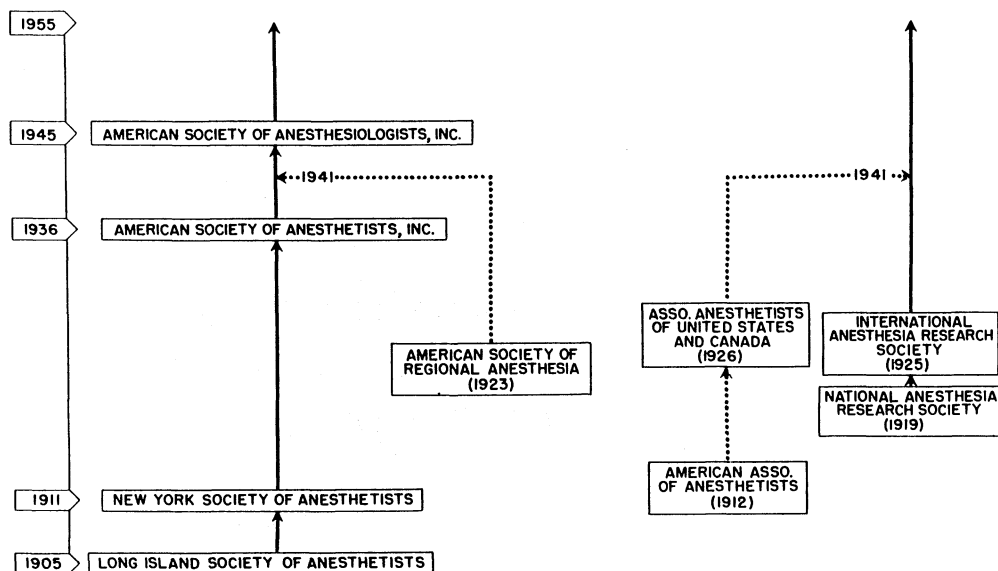 1955
1945
AMERICAN SOCIETY OF ANESTHESIOLOGISTS, INC.
1941
1941
1936
AMERICAN SOCIETY OF ANESTHETISTS, INC.
ASSO. ANESTHETISTS
OF UNITED STATES
AND CANADA
(1926)
INTERNATIONAL
ANESTHESIA RESEARCH
SOCIETY
(1925)
AMERICAN SOCIETY OF
REGIONAL ANESTHESIA
(1923)
NATIONAL ANESTHESIA
RESEARCH SOCIETY
(1919)
AMERICAN ASSO.
OF ANESTHETISTS
(1912)
1911
NEW YORK SOCIETY OF ANESTHETISTS
1905
LONG ISLAND SOCIETY OF ANESTHETISTS